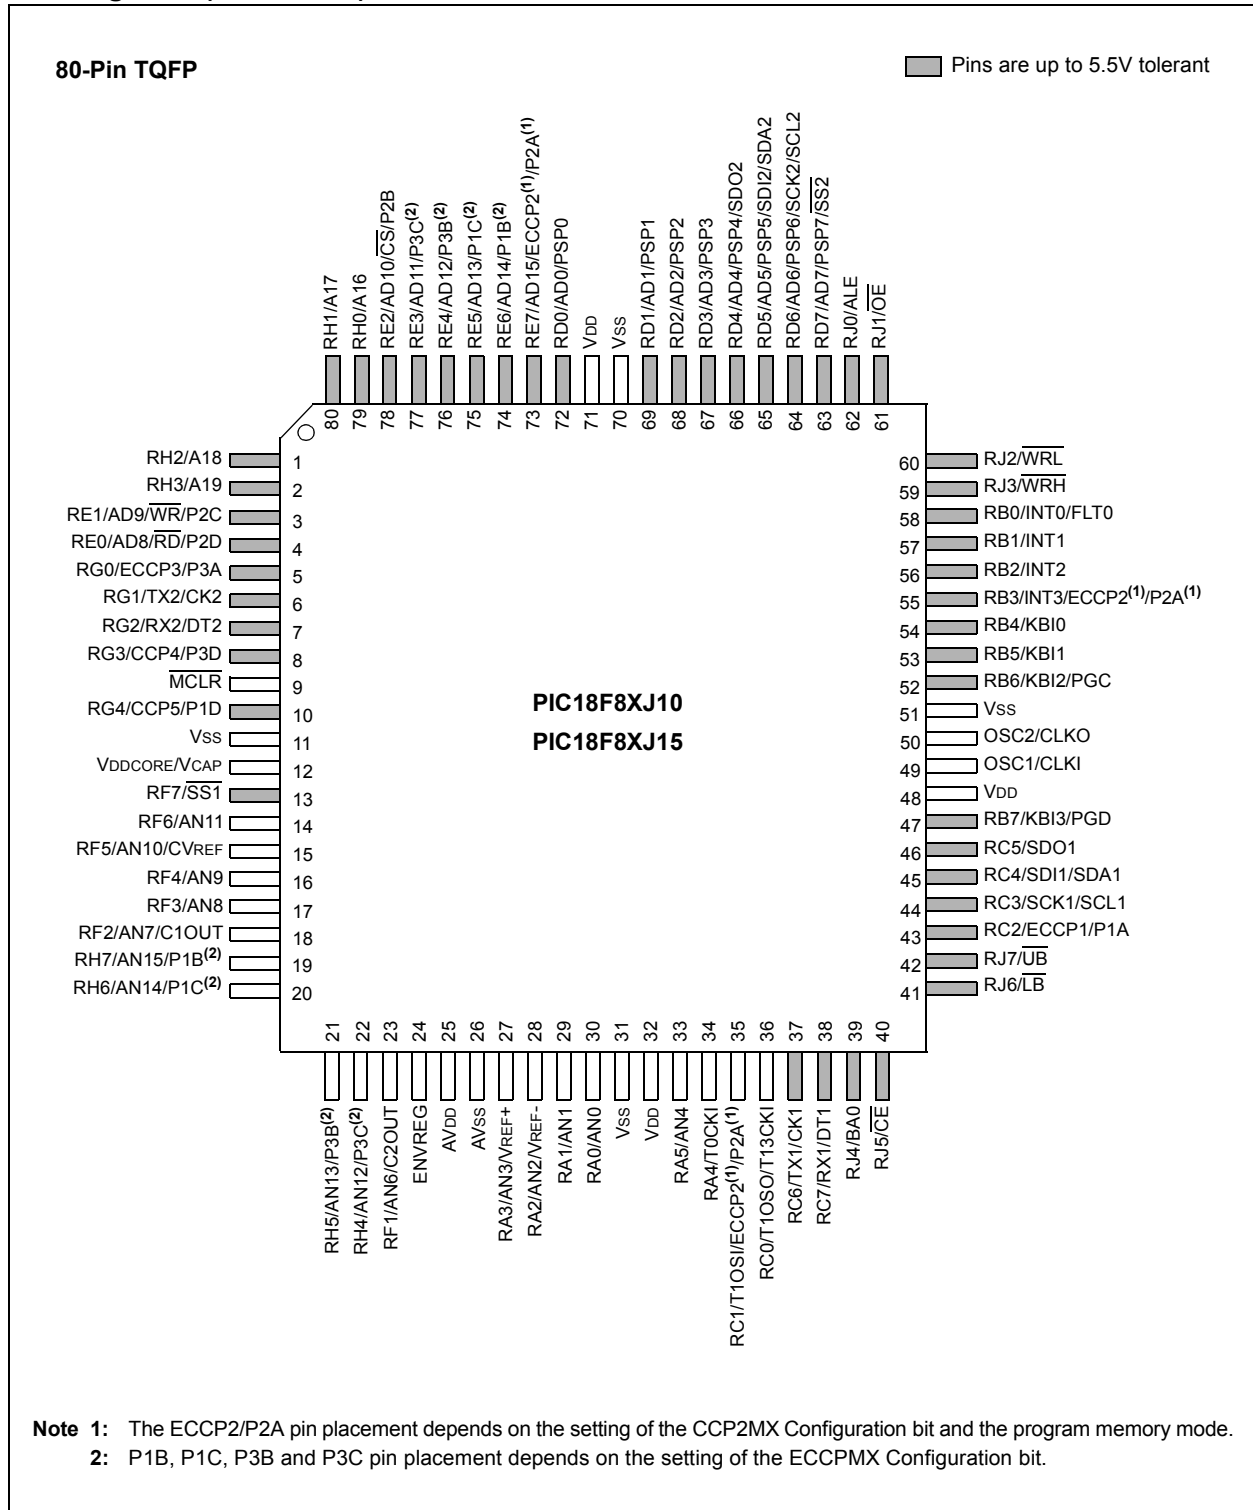 80-Pin TQFP
Pins are up to 5.5V tolerant
RH1/A17
RH0/A16
RE2/AD10/C̅S̅/P2B
RE3/AD11/P3C(2)
RE4/AD12/P3B(2)
RE5/AD13/P1C(2)
RE6/AD14/P1B(2)
RE7/AD15/ECCP2(1)/P2A(1)
RD0/AD0/PSP0
VDD
VSS
RD1/AD1/PSP1
RD2/AD2/PSP2
RD3/AD3/PSP3
RD4/AD4/PSP4/SDO2
RD5/AD5/PSP5/SDI2/SDA2
RD6/AD6/PSP6/SCK2/SCL2
RD7/AD7/PSP7/S̅S̅2̅
RJ0/ALE
RJ1/O̅E̅
80 79 78 77 76 75 74 73 72 71 70 69 68 67 66 65 64 63 62 61
RH2/A18 1
RH3/A19 2
RE1/AD9/W̅R̅/P2C 3
RE0/AD8/R̅D̅/P2D 4
RG0/ECCP3/P3A 5
RG1/TX2/CK2 6
RG2/RX2/DT2 7
RG3/CCP4/P3D 8
M̅C̅L̅R̅ 9
RG4/CCP5/P1D 10
VSS 11
VDDCORE/VCAP 12
RF7/S̅S̅1̅ 13
RF6/AN11 14
RF5/AN10/CVREF 15
RF4/AN9 16
RF3/AN8 17
RF2/AN7/C1OUT 18
RH7/AN15/P1B(2) 19
RH6/AN14/P1C(2) 20
PIC18F8XJ10
PIC18F8XJ15
60 RJ2/W̅R̅L̅
59 RJ3/W̅R̅H̅
58 RB0/INT0/FLT0
57 RB1/INT1
56 RB2/INT2
55 RB3/INT3/ECCP2(1)/P2A(1)
54 RB4/KBI0
53 RB5/KBI1
52 RB6/KBI2/PGC
51 VSS
50 OSC2/CLKO
49 OSC1/CLKI
48 VDD
47 RB7/KBI3/PGD
46 RC5/SDO1
45 RC4/SDI1/SDA1
44 RC3/SCK1/SCL1
43 RC2/ECCP1/P1A
42 RJ7/U̅B̅
41 RJ6/L̅B̅
21 22 23 24 25 26 27 28 29 30 31 32 33 34 35 36 37 38 39 40
RH5/AN13/P3B(2)
RH4/AN12/P3C(2)
RF1/AN6/C2OUT
ENVREG
AVDD
AVSS
RA3/AN3/VREF+
RA2/AN2/VREF-
RA1/AN1
RA0/AN0
VSS
VDD
RA5/AN4
RA4/T0CKI
RC1/T1OSI/ECCP2(1)/P2A(1)
RC0/T1OSO/T13CKI
RC6/TX1/CK1
RC7/RX1/DT1
RJ4/BA0
RJ5/C̅E̅
Note 1: The ECCP2/P2A pin placement depends on the setting of the CCP2MX Configuration bit and the program memory mode.
2: P1B, P1C, P3B and P3C pin placement depends on the setting of the ECCPMX Configuration bit.